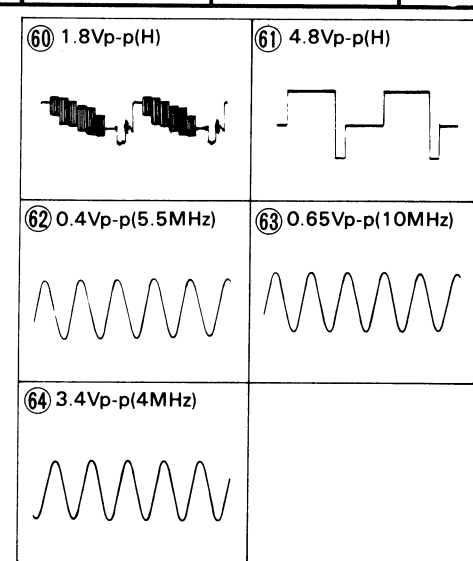 60 1.8Vp-p(H)
61 4.8Vp-p(H)
62 0.4Vp-p(5.5MHz)
63 0.65Vp-p(10MHz)
64 3.4Vp-p(4MHz)